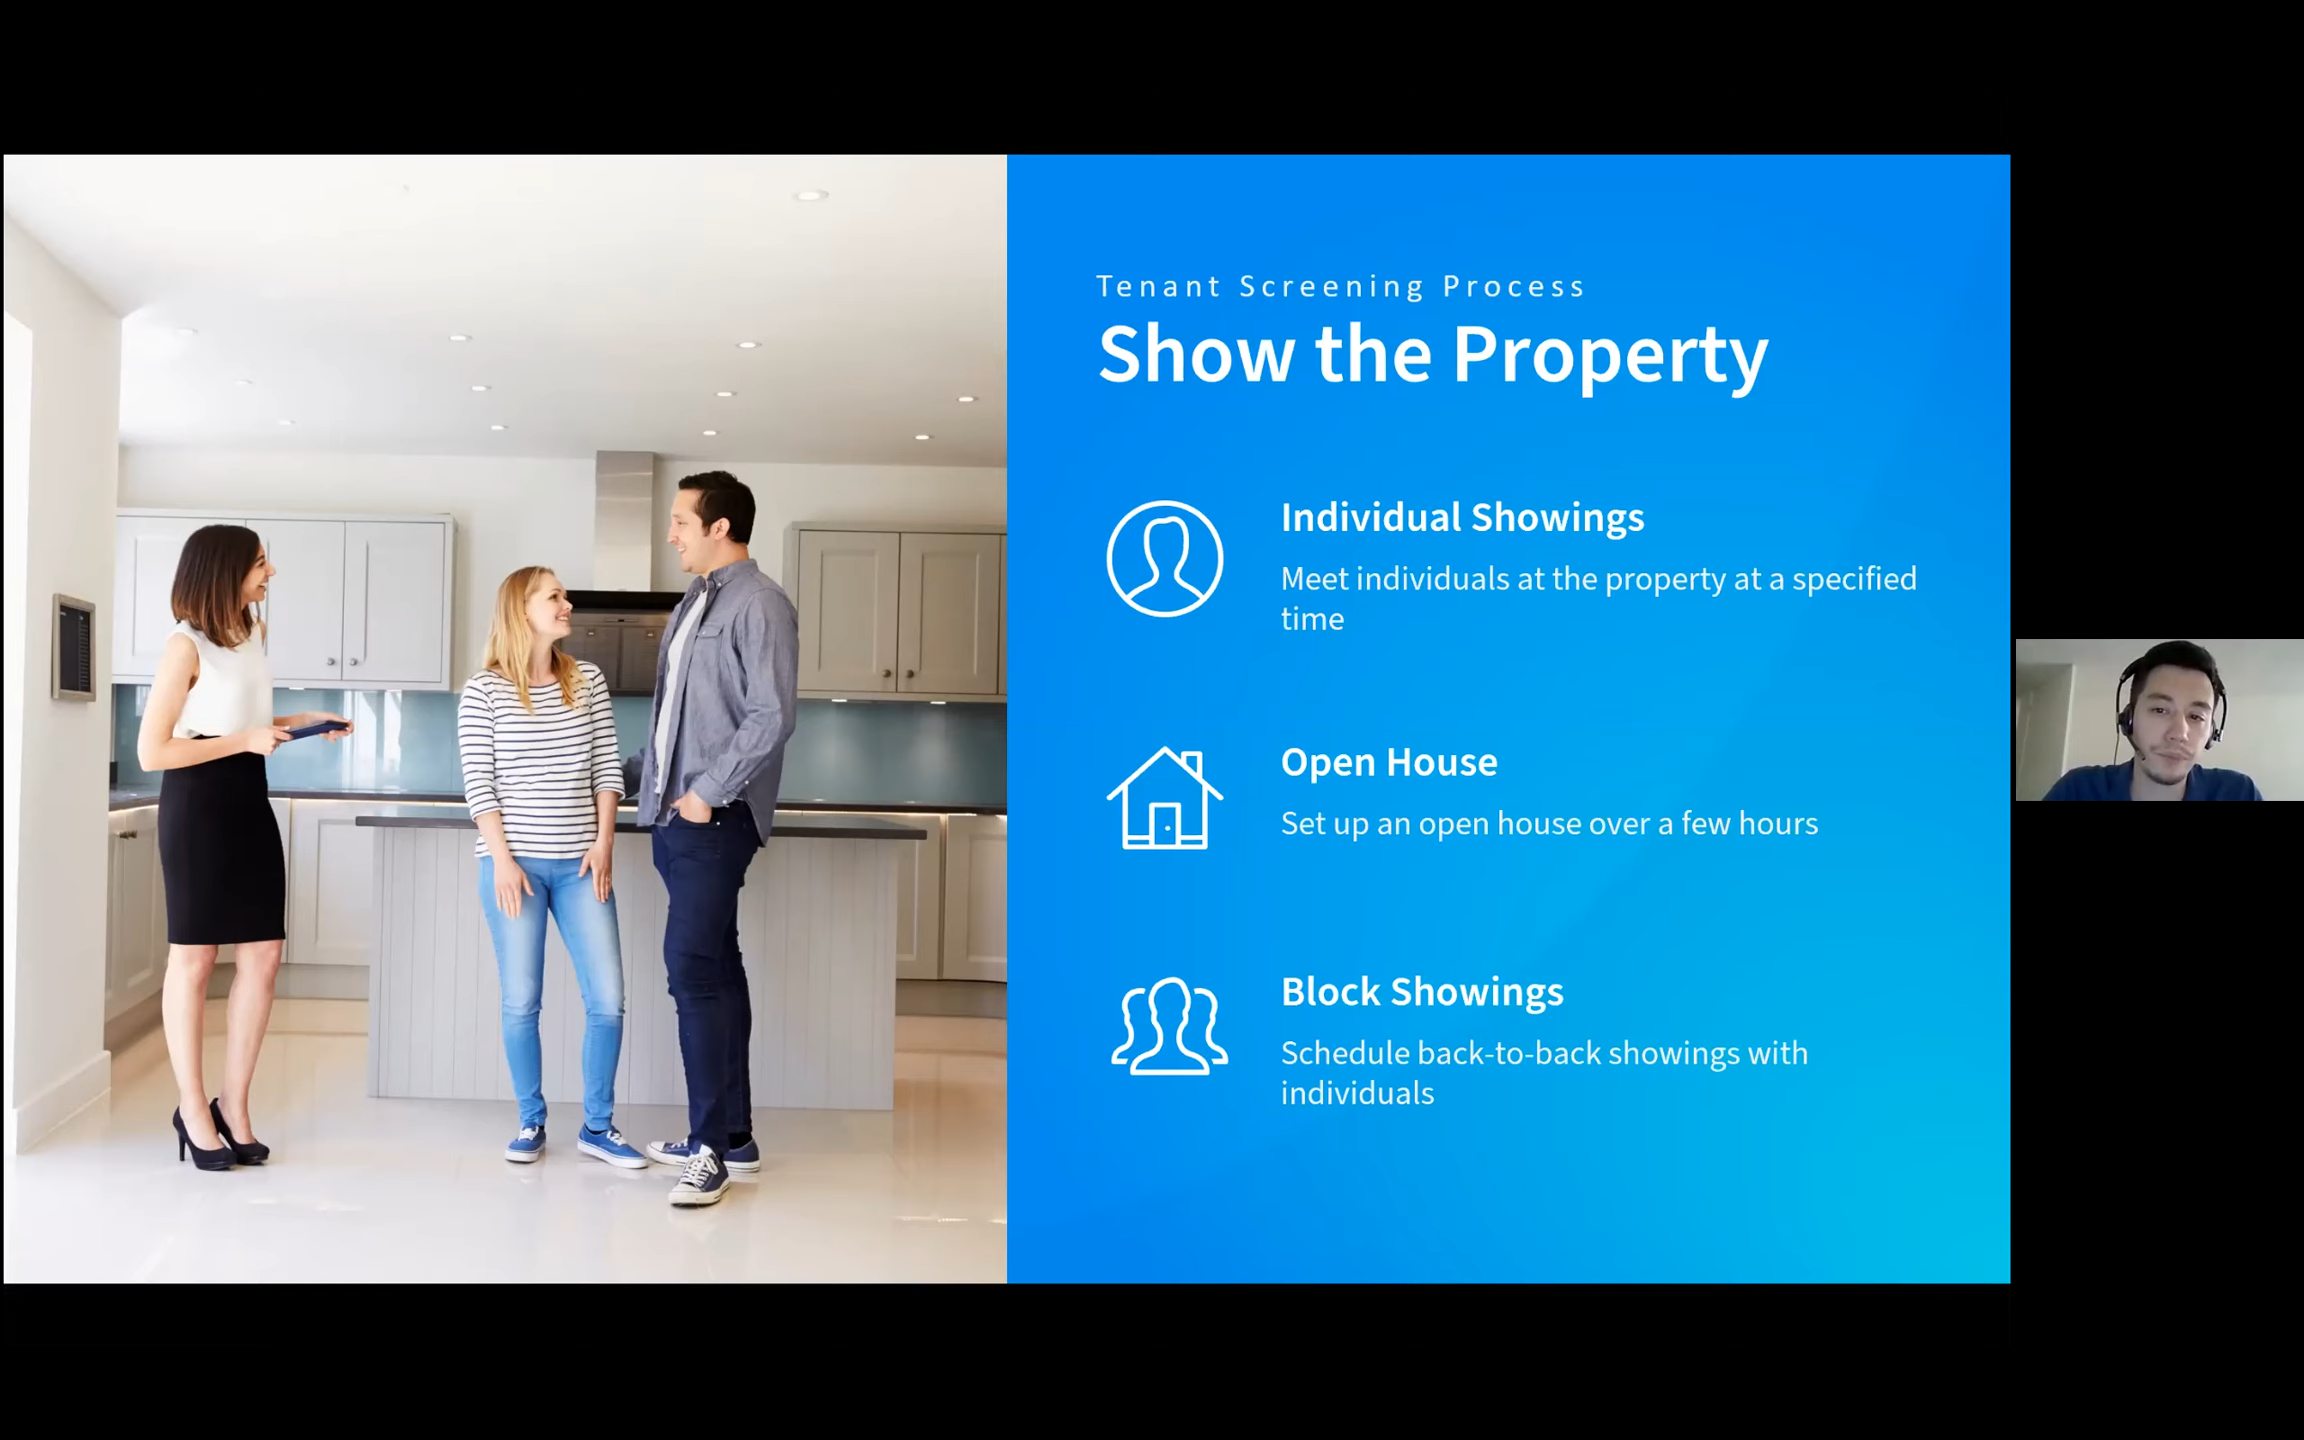 Tenant Screening Process
Show the Property
Individual Showings
Meet individuals at the property at a specified
time
Open House
Set up an open house over a few hours
Block Showings
Schedule back-to-back showings with
individuals